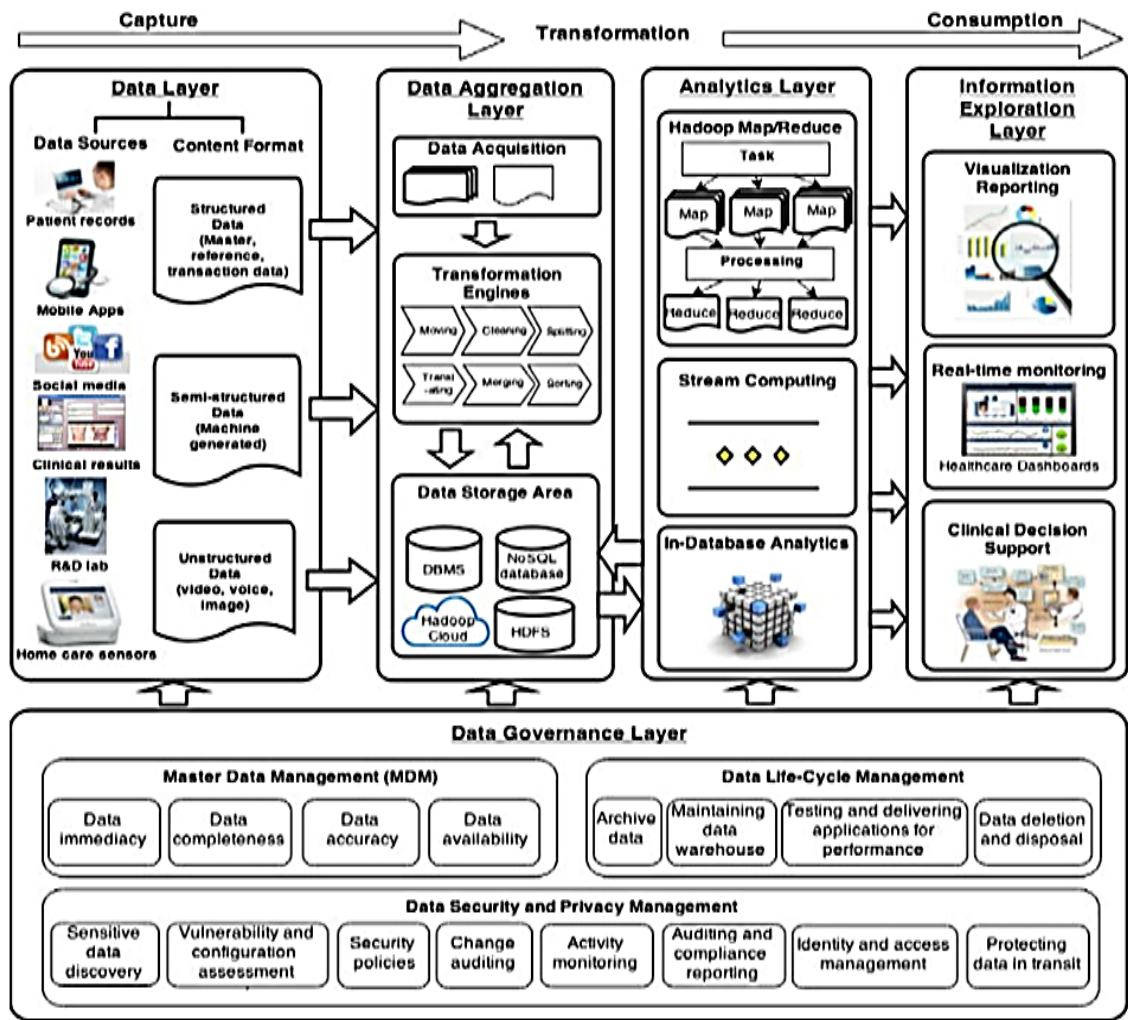 Capture
Transformation
Consumption
Data Layer
Data Sources
Content Format
Patient records
Mobile Apps
You
Tube
Social media
Clinical results
R&D lab
Home care sensors
Structured
Data
(Master,
reference,
transaction data)
Semi-structured
Data
(Machine
generated)
Unstructured
Data
(video, voice,
image)
Data Aggregation
Layer
Data Acquisition
Transformation
Engines
Moving
Cleaning
Splitting
Transl
-ating
Merging
Sorting
Data Storage Area
DBMS
NoSQL
database
Hadoop
Cloud
HDFS
Analytics Layer
Hadoop Map/Reduce
Task
Map
Map
Map
Processing
Reduce
Reduce
Reduce
Stream Computing
In-Database Analytics
Information
Exploration
Layer
Visualization
Reporting
Real-time monitoring
Healthcare Dashboards
Clinical Decision
Support
Data Governance Layer
Master Data Management (MDM)
Data
immediacy
Data
completeness
Data
accuracy
Data
availability
Data Life-Cycle Management
Archive
data
Maintaining
data
warehouse
Testing and delivering
applications for
performance
Data deletion
and disposal
Data Security and Privacy Management
Sensitive
data
discovery
Vulnerability and
configuration
assessment
Security
policies
Change
auditing
Activity
monitoring
Auditing and
compliance
reporting
Identity and access
management
Protecting
data in transit